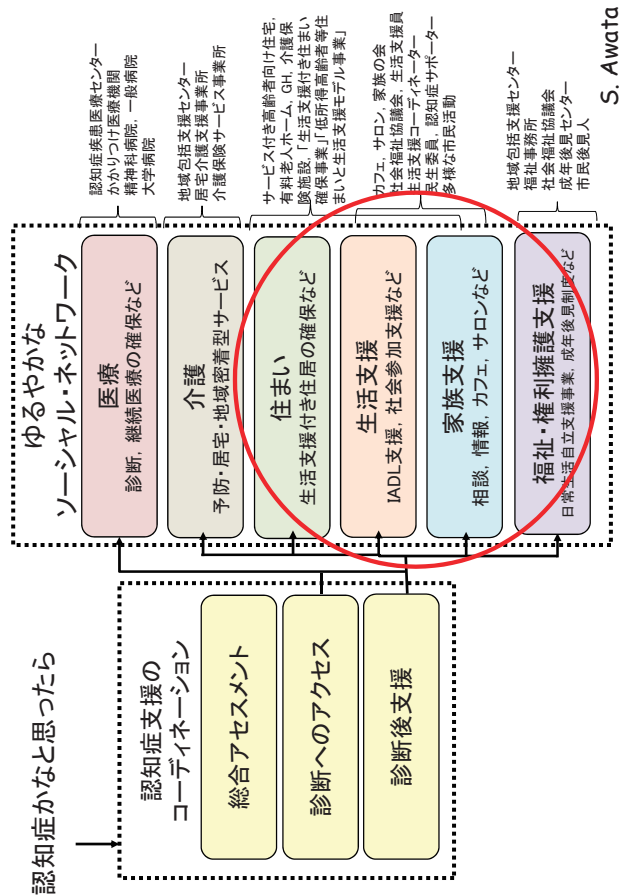 認知症かなと思ったら
認知症支援の
コーディネーション
総合アセスメント
診断へのアクセス
診断後支援
ゆるやかな
ソーシャル・ネットワーク
医療
診断, 継続医療の確保など
介護
予防・居宅・地域密着型サービス
住まい
生活支援付き住居の確保など
生活支援
IADL支援, 社会参加支援など
家族支援
相談, 情報, カフェ, サロンなど
福祉・権利擁護支援
日常生活自立支援事業, 成年後見制度など
認知症疾患医療センター
かかりつけ医療機関
精神科病院, 一般病院
大学病院
地域包括支援センター
居宅介護支援事業所
介護保険サービス事業所
サービス付き高齢者向け住宅,
有料老人ホーム, GH, 介護保
険施設, 「生活支援付き住まい
確保事業」「低所得高齢者等住
まいと生活支援モデル事業」
カフェ, サロン, 家族の会
社会福祉協議会, 生活支援員
生活支援コーディネーター
民生委員, 認知症サポーター
多様な市民活動
地域包括支援センター
福祉事務所
社会福祉協議会
成年後見センター
市民後見人
S. Awata